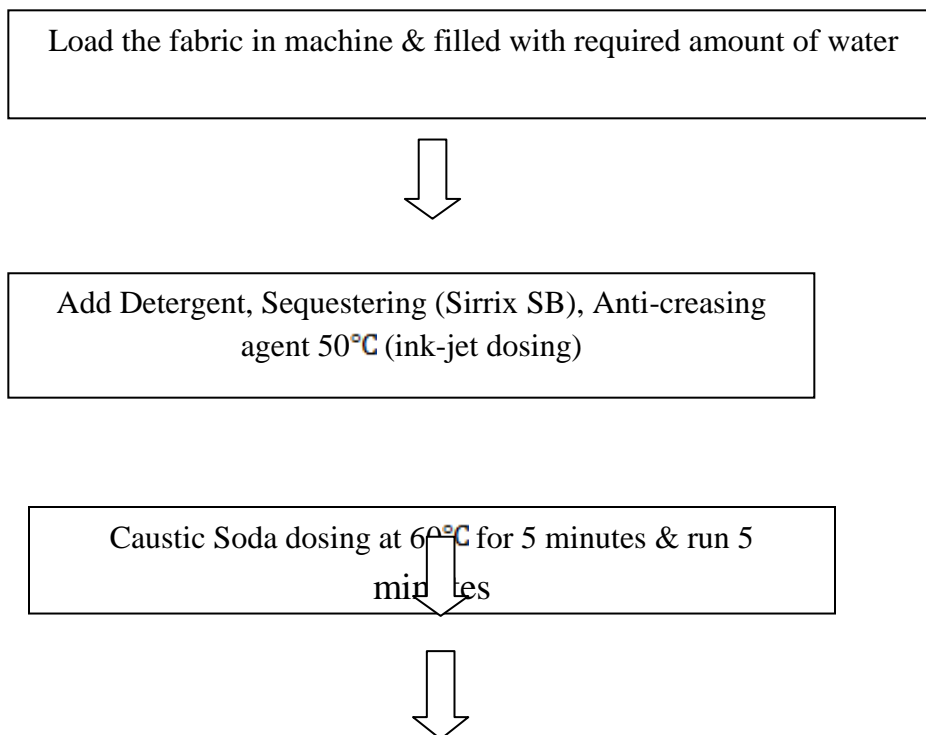 Load the fabric in machine & filled with required amount of water
Add Detergent, Sequestering (Sirrix SB), Anti-creasing
agent 50°C (ink-jet dosing)
Caustic Soda dosing at 60°C for 5 minutes & run 5
minutes